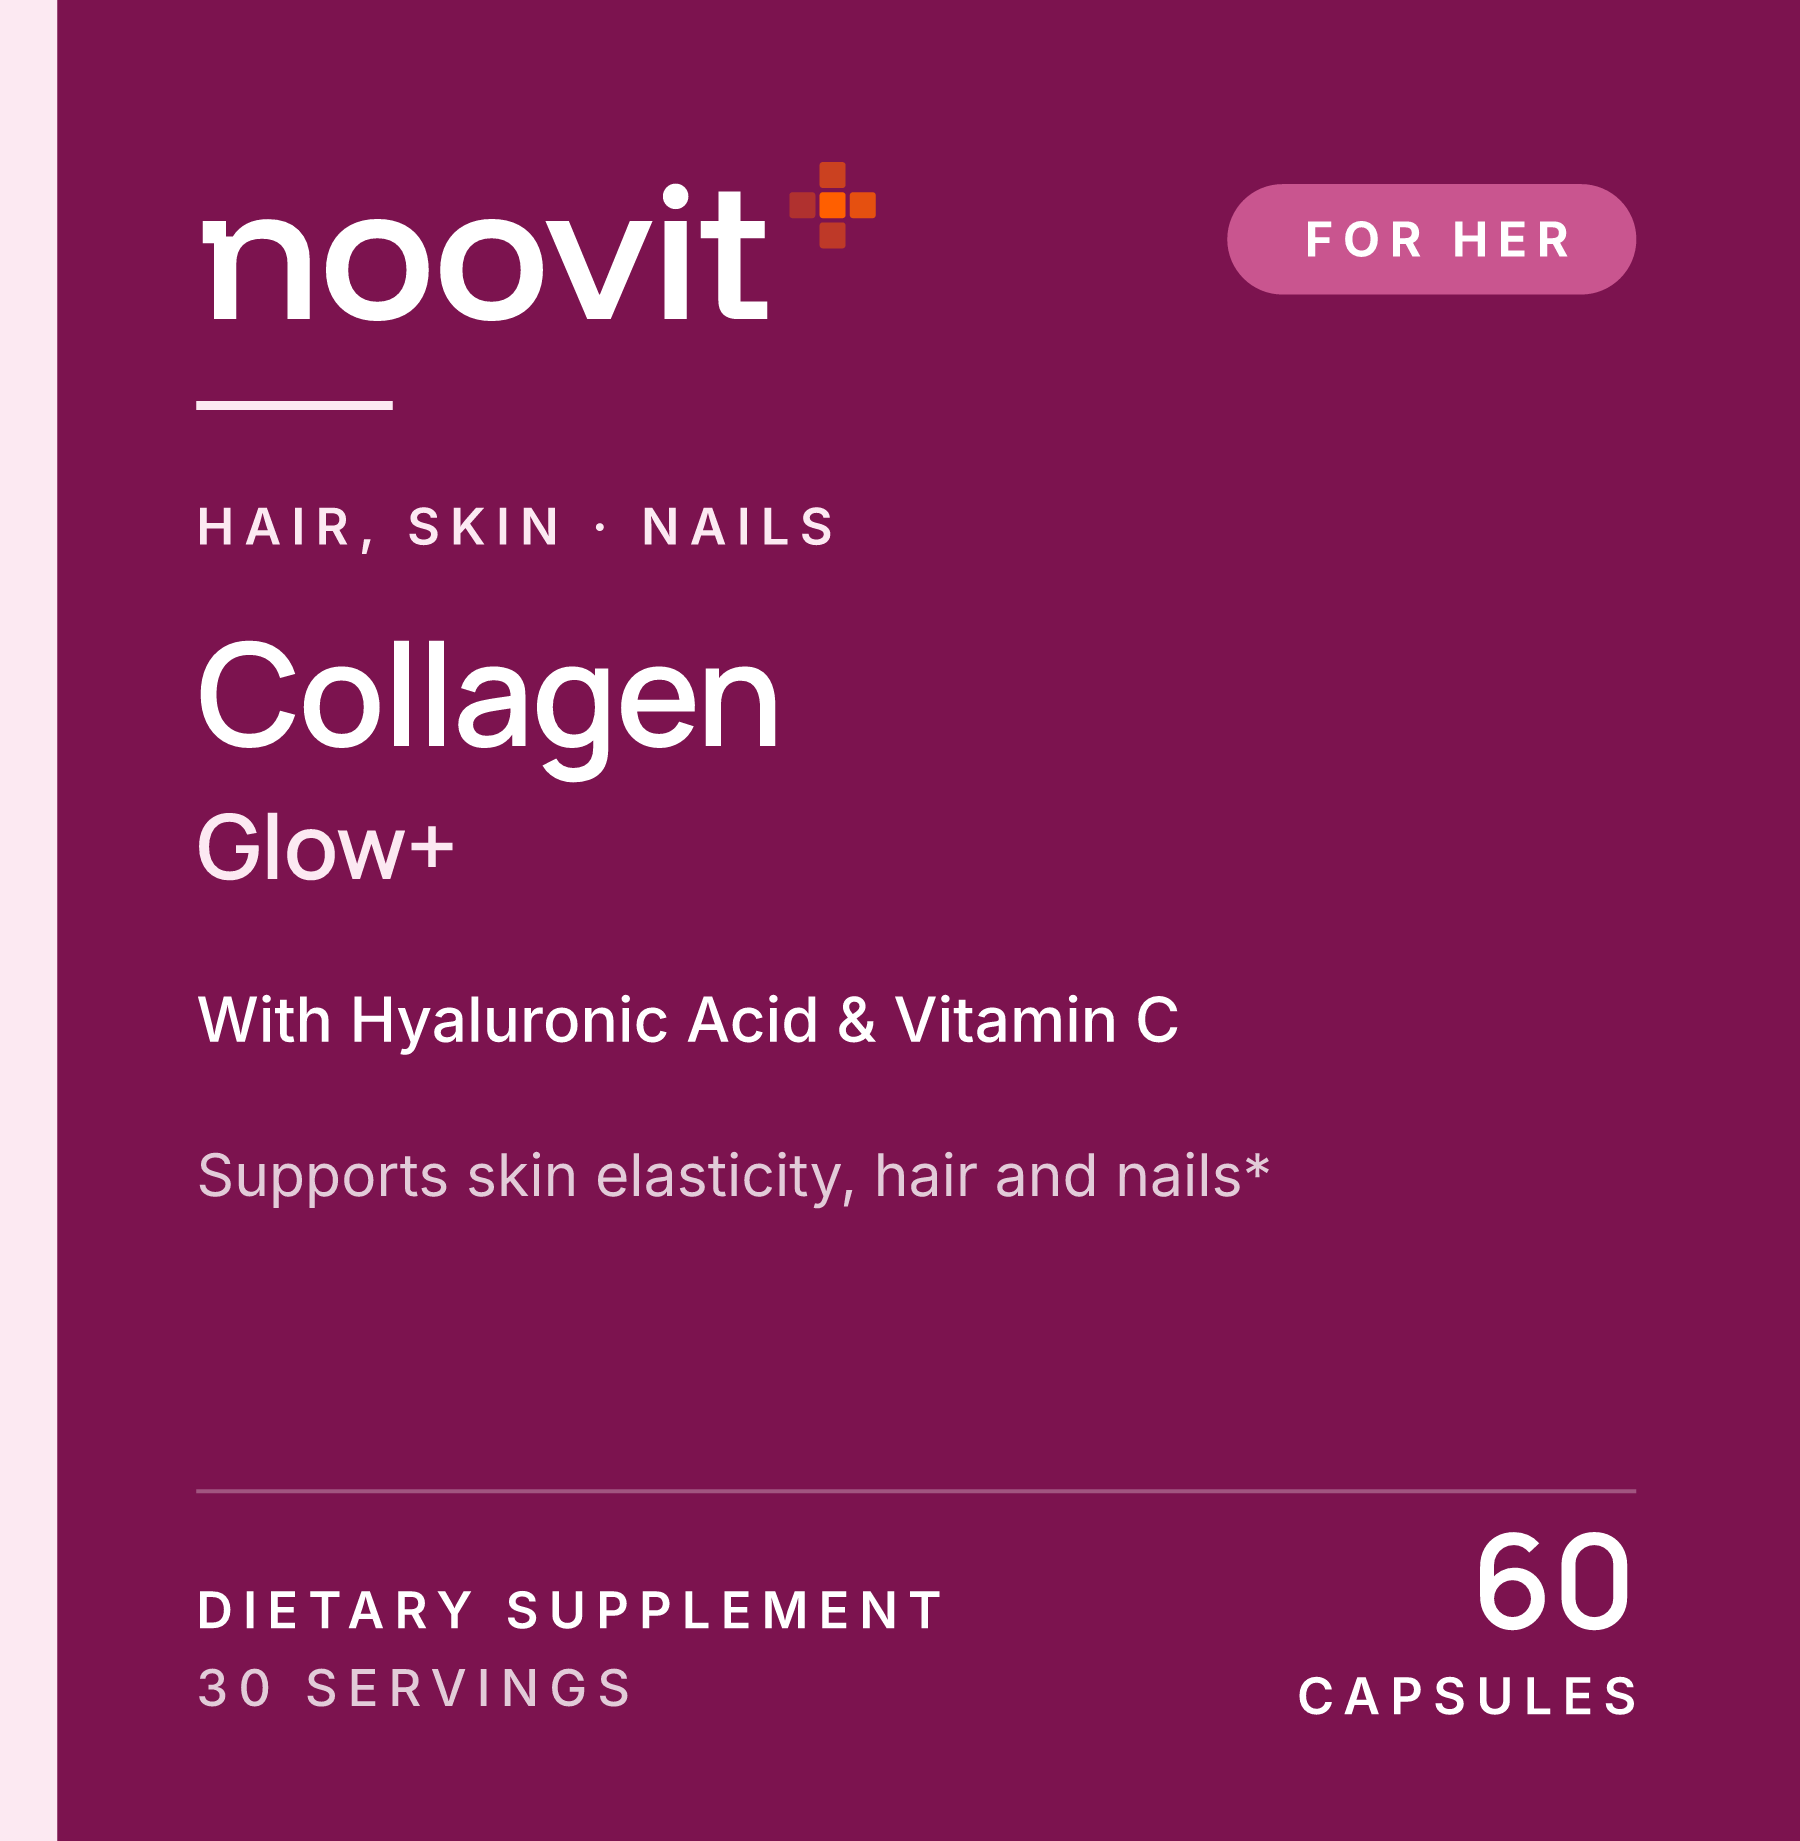 noovit
FOR HER
HAIR, SKIN · NAILS
Collagen
Glow+
With Hyaluronic Acid & Vitamin C
Supports skin elasticity, hair and nails*
DIETARY SUPPLEMENT
30 SERVINGS
60
CAPSULES